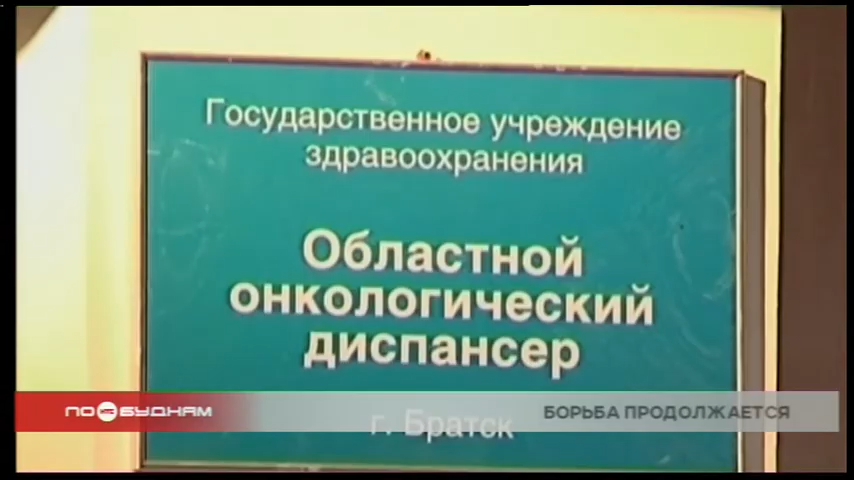 Государственное учреждение
здравоохранения
Областной
онкологический
диспансер
г. Братск
ПО БУДНЯМ
БОРЬБА ПРОДОЛЖАЕТСЯ